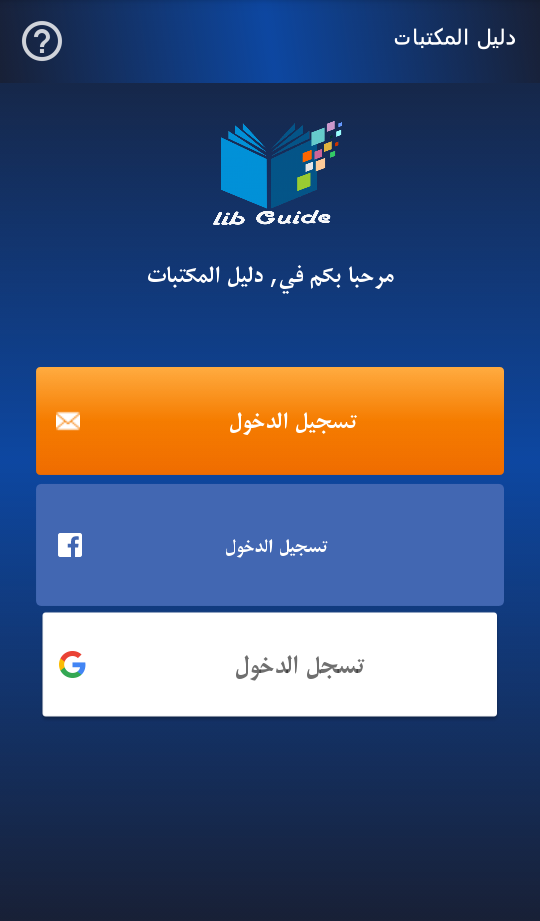 دليل المكتبات
lib Guide
مرحبا بكم في, دليل المكتبات
تسجيل الدخول
تسجيل الدخول
تسجل الدخول